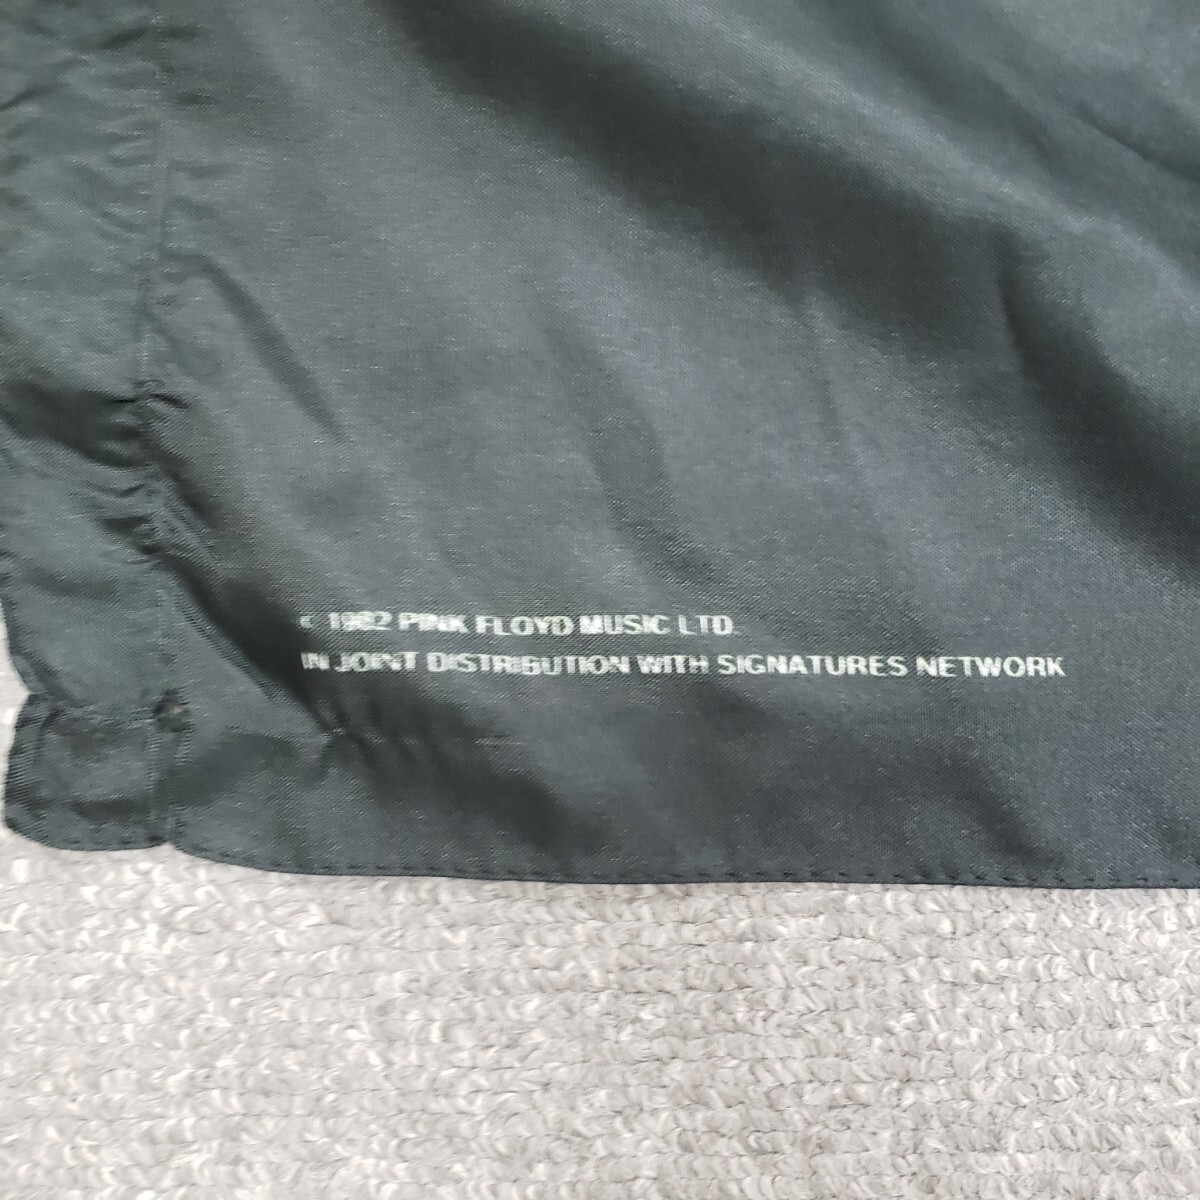 © 1982 PINK FLOYD MUSIC LTD.
IN JOINT DISTRIBUTION WITH SIGNATURES NETWORK